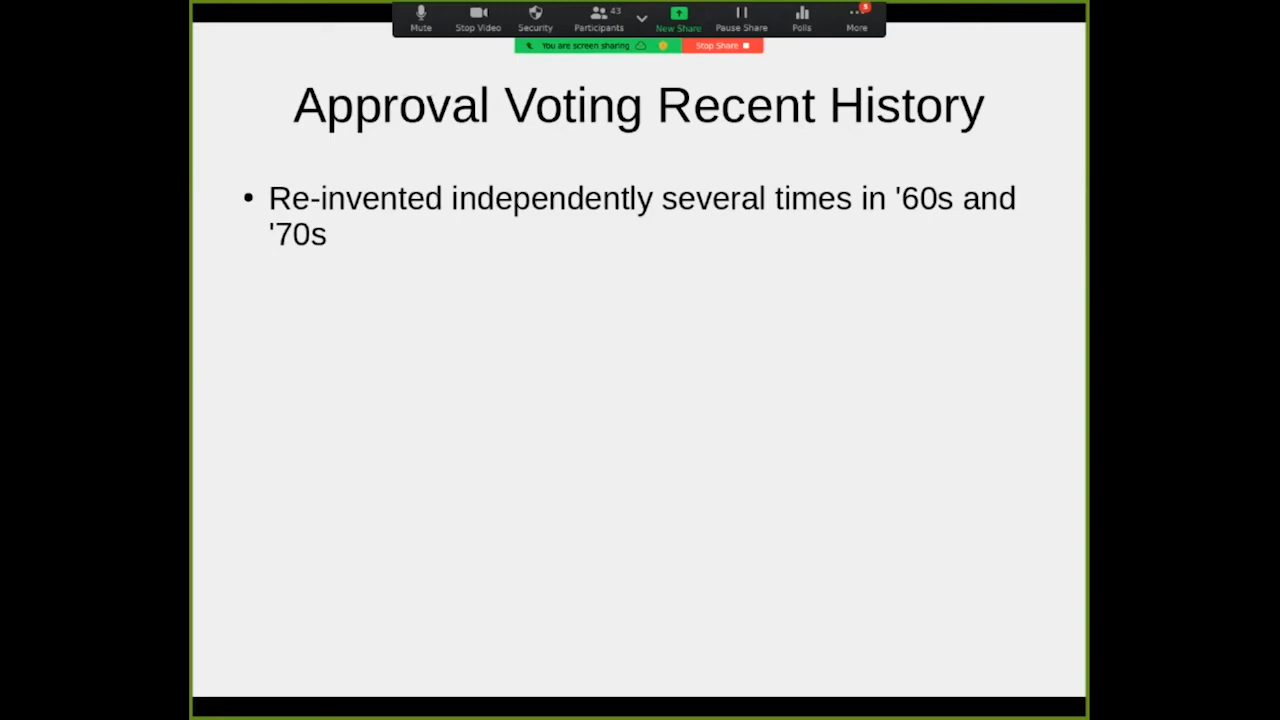 43
5
Mute
Stop Video
Security
Participants
New Share
Pause Share
Polls
More
You are screen sharing
Stop Share
Approval Voting Recent History
• Re-invented independently several times in '60s and
'70s